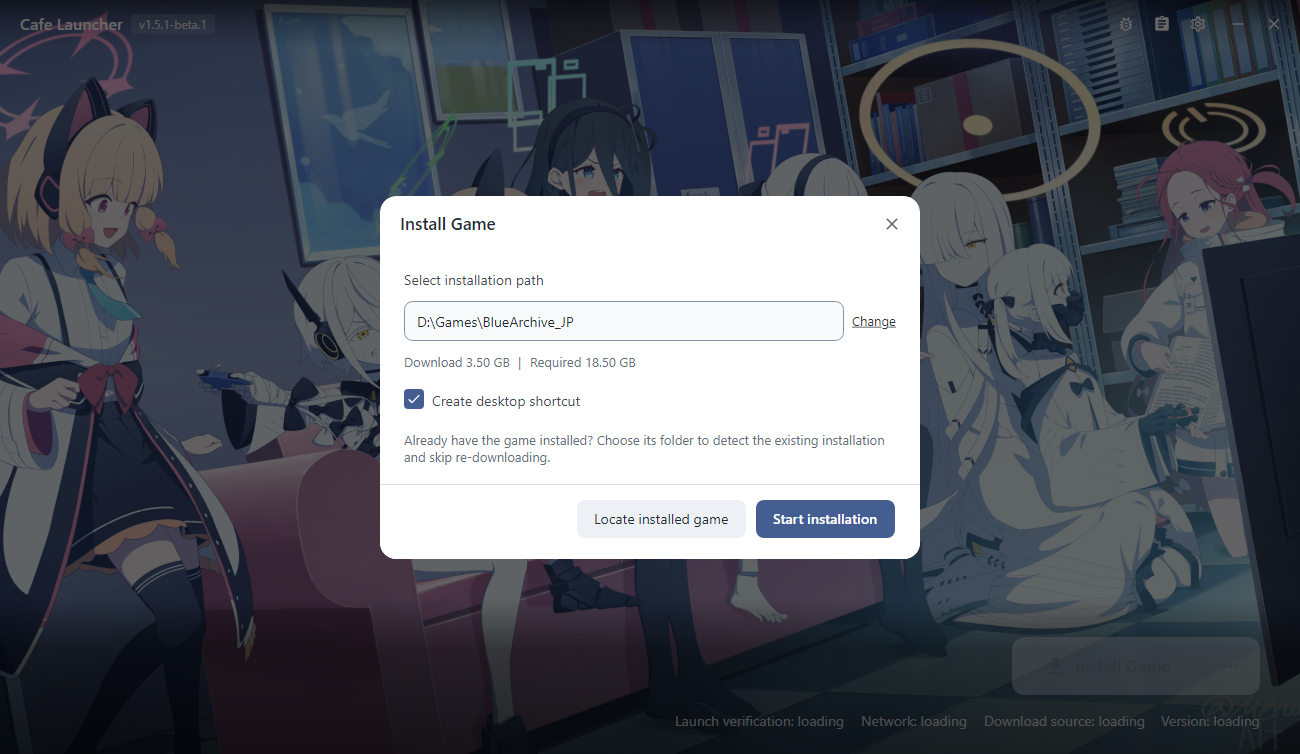 Cafe Launcher v1.5.1-beta.1
Install Game
Select installation path
D:\Games\BlueArchive_JP
Change
Download 3.50 GB | Required 18.50 GB
Create desktop shortcut
Already have the game installed? Choose its folder to detect the existing installation
and skip re-downloading.
Locate installed game
Start installation
Install Game
Launch verification: loading
Network: loading
Download source: loading
Version: loading